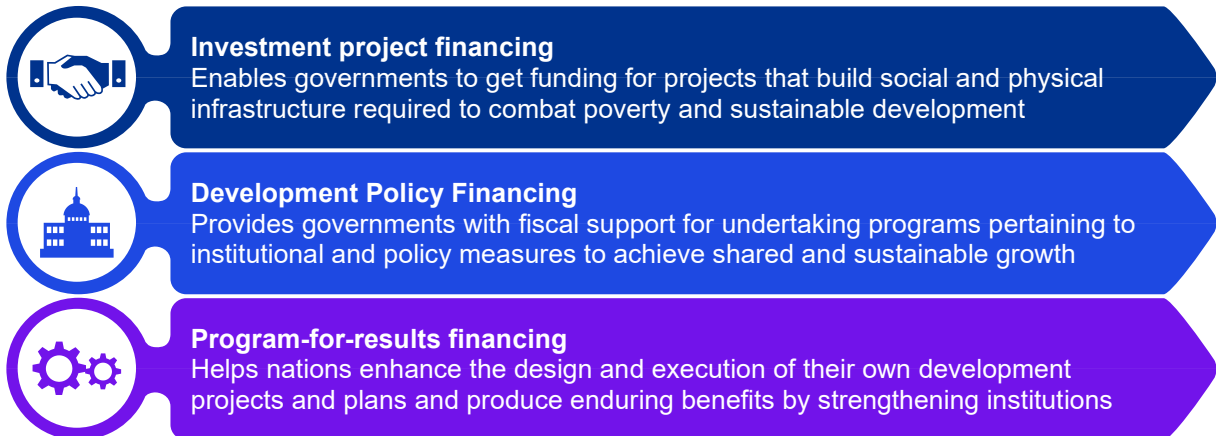 Investment project financing
Enables governments to get funding for projects that build social and physical
infrastructure required to combat poverty and sustainable development
Development Policy Financing
Provides governments with fiscal support for undertaking programs pertaining to
institutional and policy measures to achieve shared and sustainable growth
Program-for-results financing
Helps nations enhance the design and execution of their own development
projects and plans and produce enduring benefits by strengthening institutions